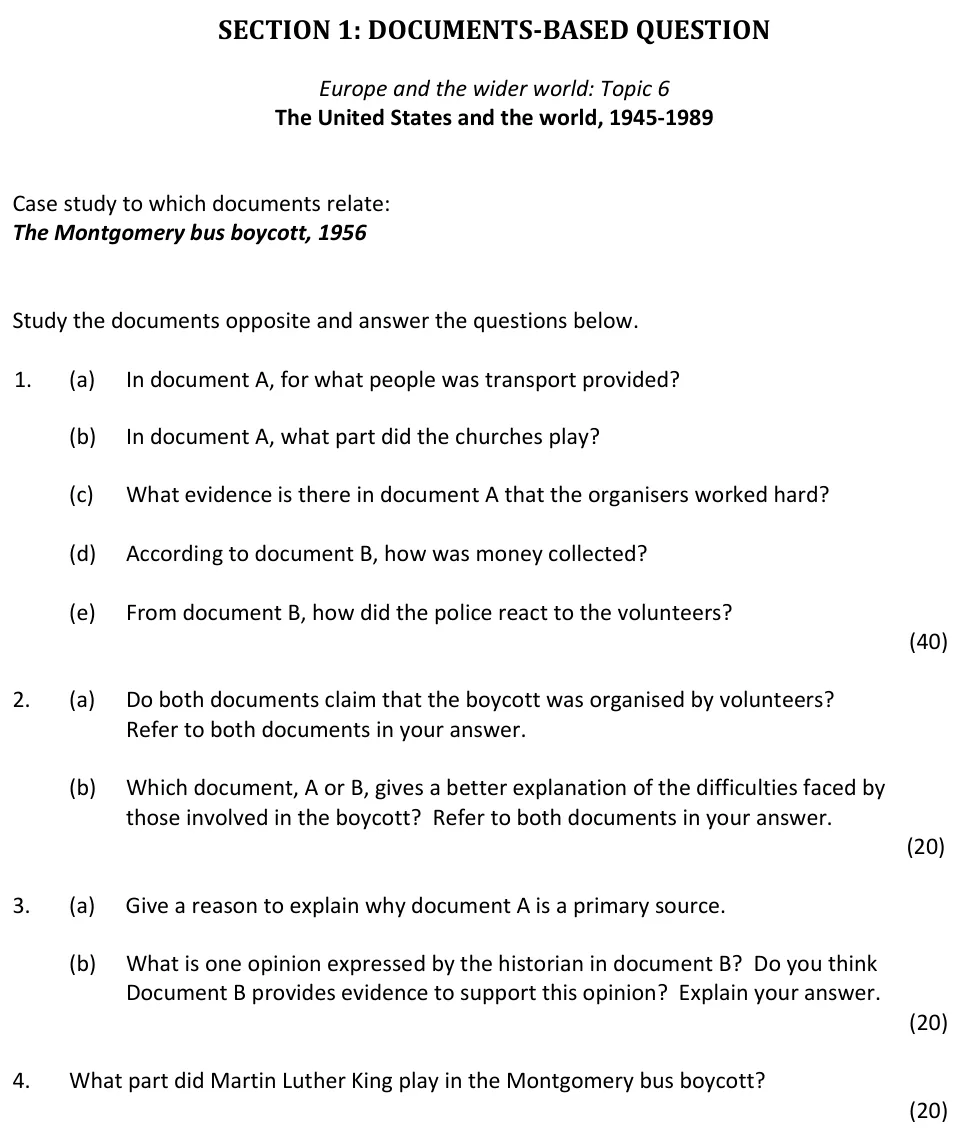 SECTION 1: DOCUMENTS-BASED QUESTION
Europe and the wider world: Topic 6
The United States and the world, 1945-1989
Case study to which documents relate:
The Montgomery bus boycott, 1956
Study the documents opposite and answer the questions below.
1. (a) In document A, for what people was transport provided?
(b) In document A, what part did the churches play?
(c) What evidence is there in document A that the organisers worked hard?
(d) According to document B, how was money collected?
(e) From document B, how did the police react to the volunteers?
(40)
2. (a) Do both documents claim that the boycott was organised by volunteers?
Refer to both documents in your answer.
(b) Which document, A or B, gives a better explanation of the difficulties faced by
those involved in the boycott? Refer to both documents in your answer.
(20)
3. (a) Give a reason to explain why document A is a primary source.
(b) What is one opinion expressed by the historian in document B? Do you think
Document B provides evidence to support this opinion? Explain your answer.
(20)
4. What part did Martin Luther King play in the Montgomery bus boycott?
(20)